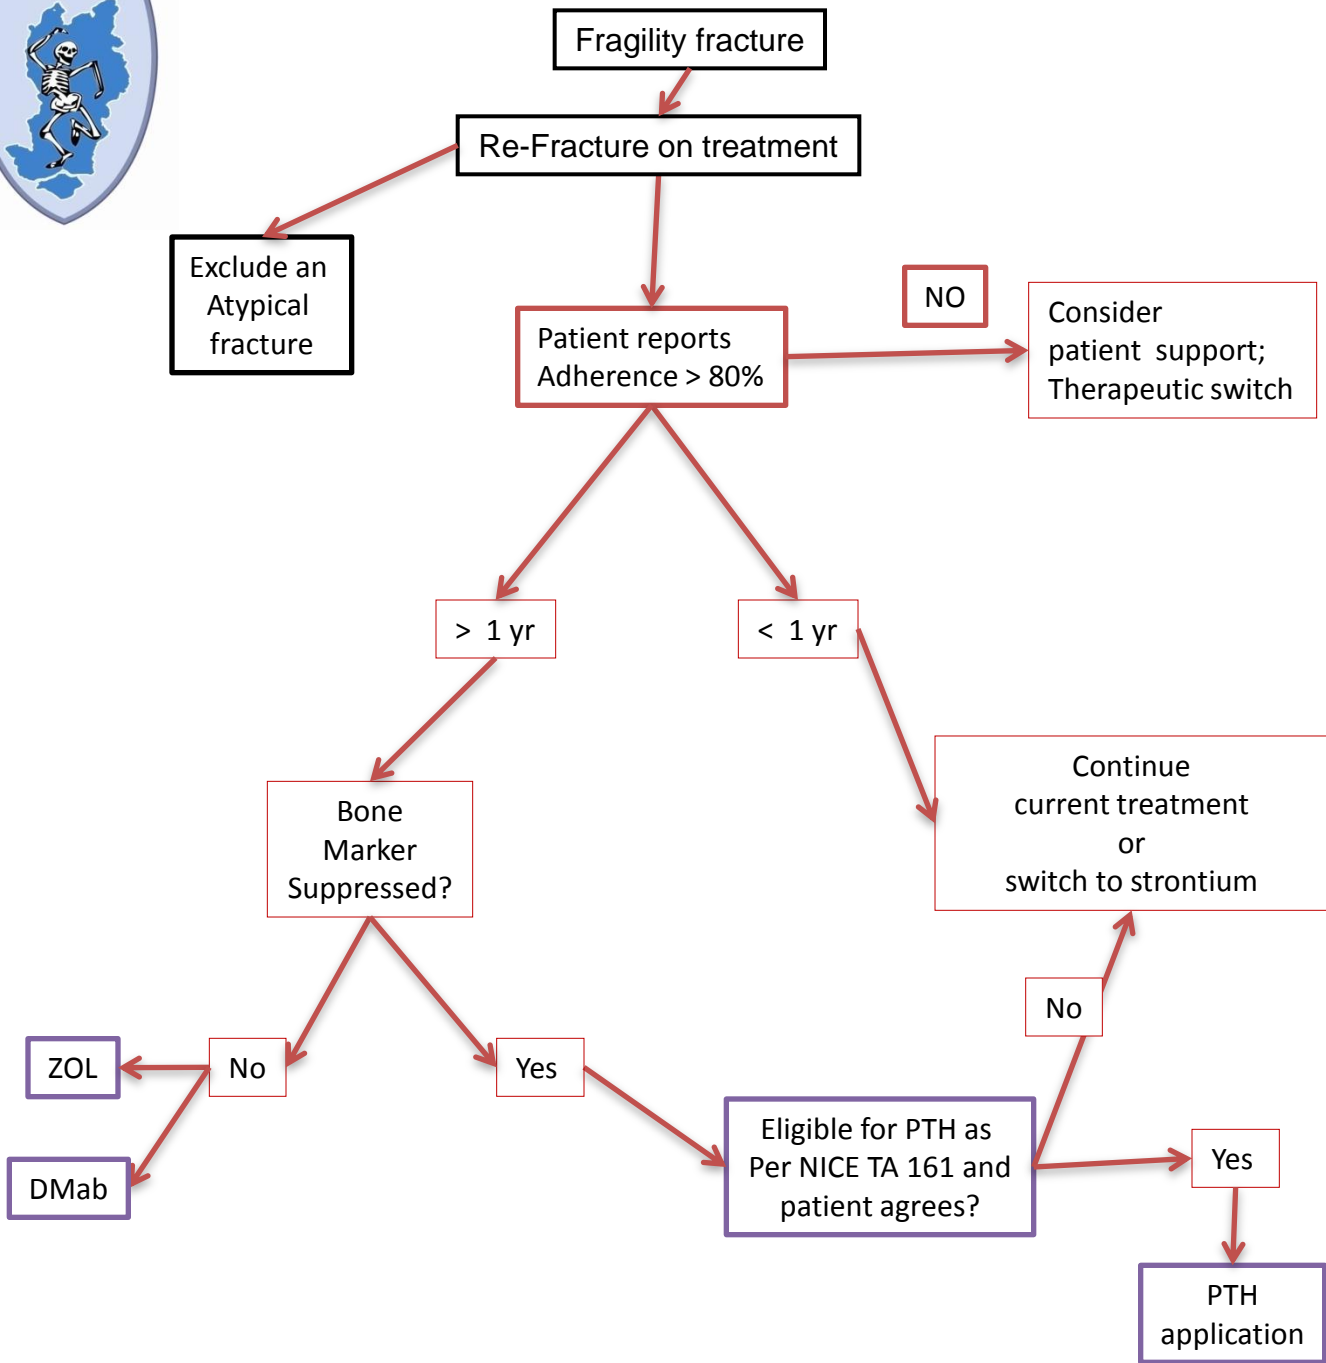 Fragility fracture
Re-Fracture on treatment
Exclude an
Atypical
fracture
Patient reports
Adherence > 80%
NO
Consider
patient support;
Therapeutic switch
> 1 yr
< 1 yr
Bone
Marker
Suppressed?
Continue
current treatment
or
switch to strontium
No
ZOL
No
Yes
DMab
Eligible for PTH as
Per NICE TA 161 and
patient agrees?
Yes
PTH
application